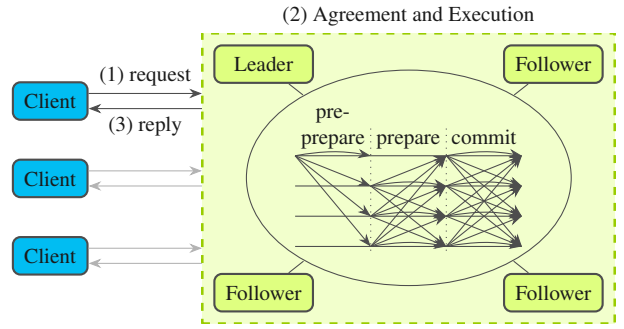 (2) Agreement and Execution
Leader
Follower
(1) request
Client
(3) reply
pre-
prepare
prepare
commit
Client
Client
Follower
Follower